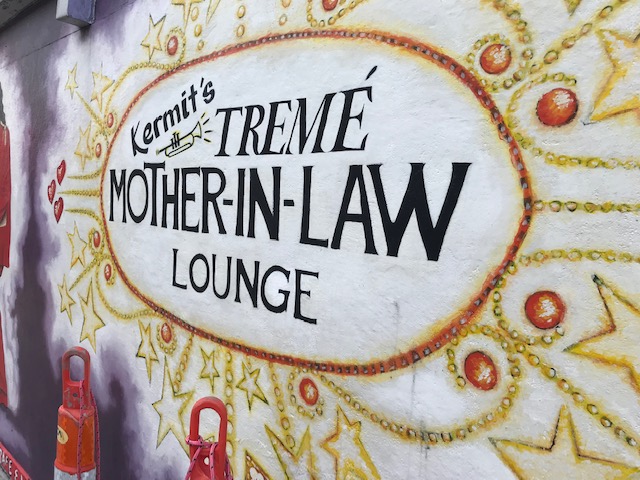 Kermit's
TREMÉ
MOTHER-IN-LAW
LOUNGE